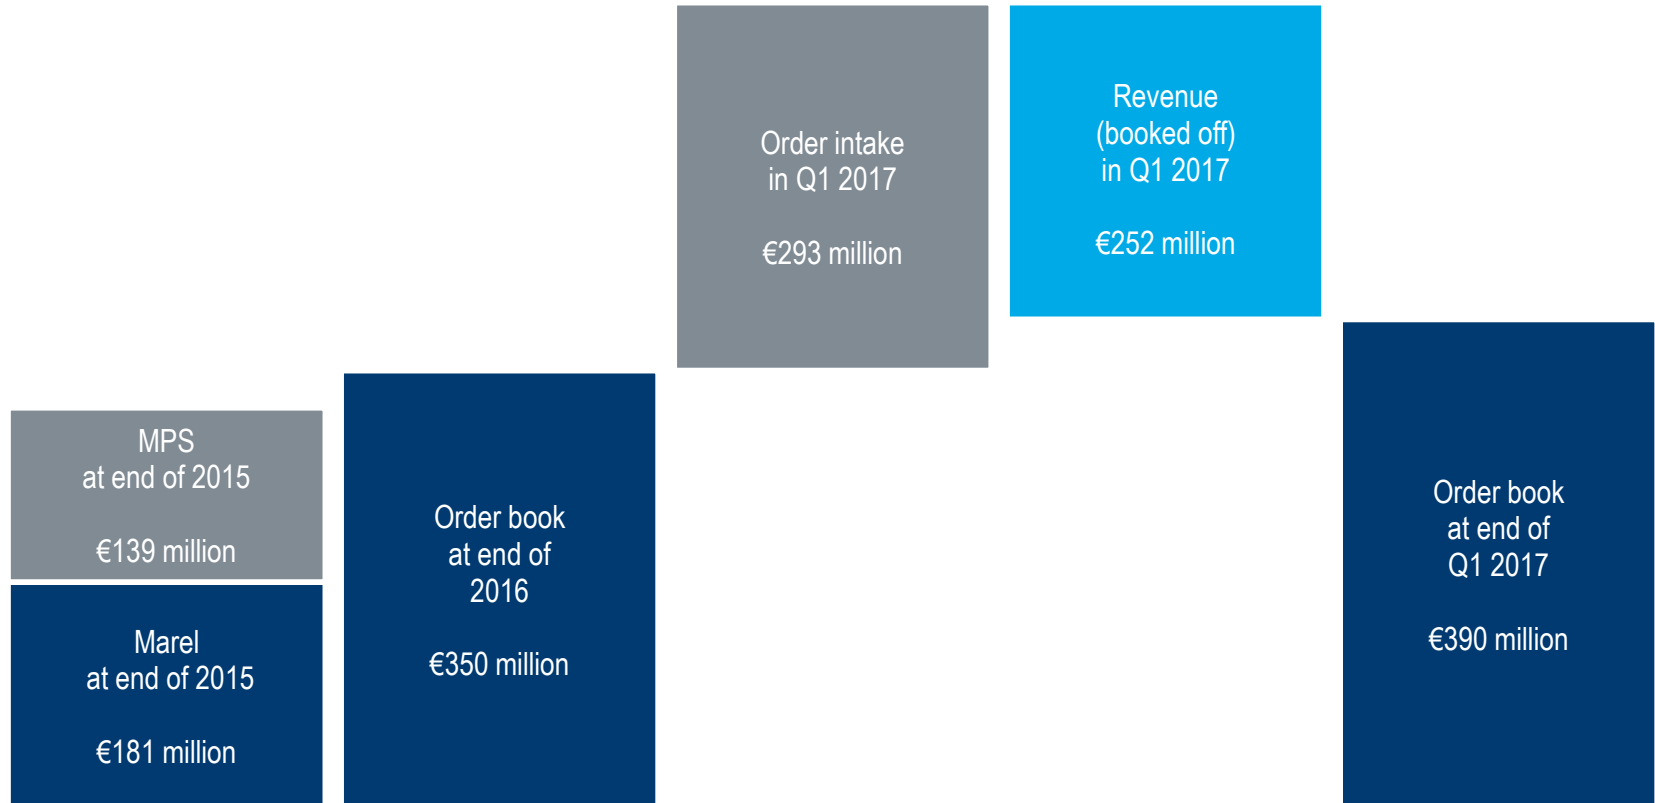 MPS
at end of 2015
€139 million
Marel
at end of 2015
€181 million
Order book
at end of
2016
€350 million
Order intake
in Q1 2017
€293 million
Revenue
(booked off)
in Q1 2017
€252 million
Order book
at end of
Q1 2017
€390 million